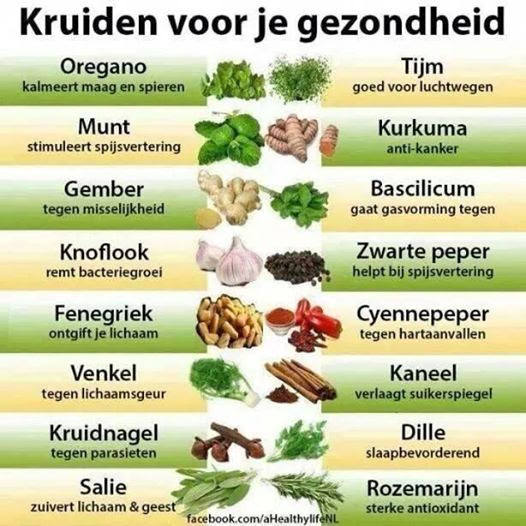 Kruiden voor je gezondheid
Oregano
kalmeert maag en spieren
Tijm
goed voor luchtwegen
Munt
stimuleert spijsvertering
Kurkuma
anti-kanker
Gember
tegen misselijkheid
Bascilicum
gaat gasvorming tegen
Knoflook
remt bacteriegroei
Zwarte peper
helpt bij spijsvertering
Fenegriek
ontgift je lichaam
Cyennepeper
tegen hartaanvallen
Venkel
tegen lichaamsgeur
Kaneel
verlaagt suikerspiegel
Kruidnagel
tegen parasieten
Dille
slaapbevorderend
Salie
zuivert lichaam & geest
Rozemarijn
sterke antioxidant
facebook.com/aHealthylifeNL